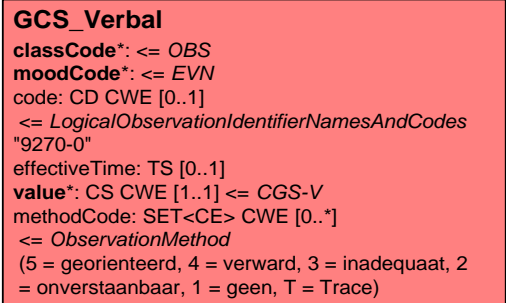 GCS_Verbal
classCode*: <= OBS
moodCode*: <= EVN
code: CD CWE [0..1]
<= LogicalObservationIdentifierNamesAndCodes
"9270-0"
effectiveTime: TS [0..1]
value*: CS CWE [1..1] <= CGS-V
methodCode: SET<CE> CWE [0..*]
<= ObservationMethod
(5 = georienteerd, 4 = verward, 3 = inadequaat, 2
= onverstaanbaar, 1 = geen, T = Trace)